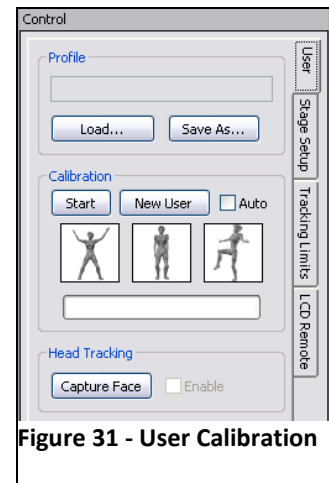 Control
Profile
Load...
Save As...
Calibration
Start
New User
Auto
Head Tracking
Capture Face
Enable
User
Stage Setup
Tracking Limits
LCD Remote
Figure 31 - User Calibration